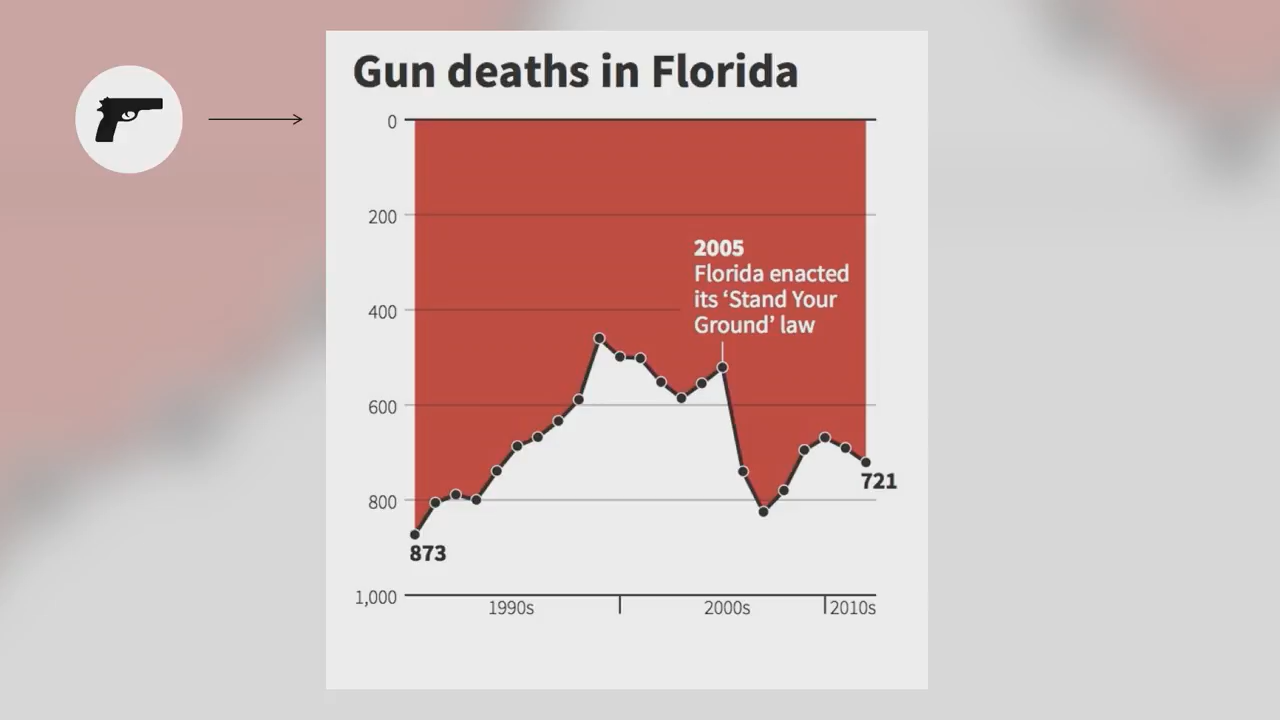 Gun deaths in Florida
0
200
400
600
800
1,000
2005
Florida enacted
its ‘Stand Your
Ground’ law
873
721
1990s
2000s
2010s